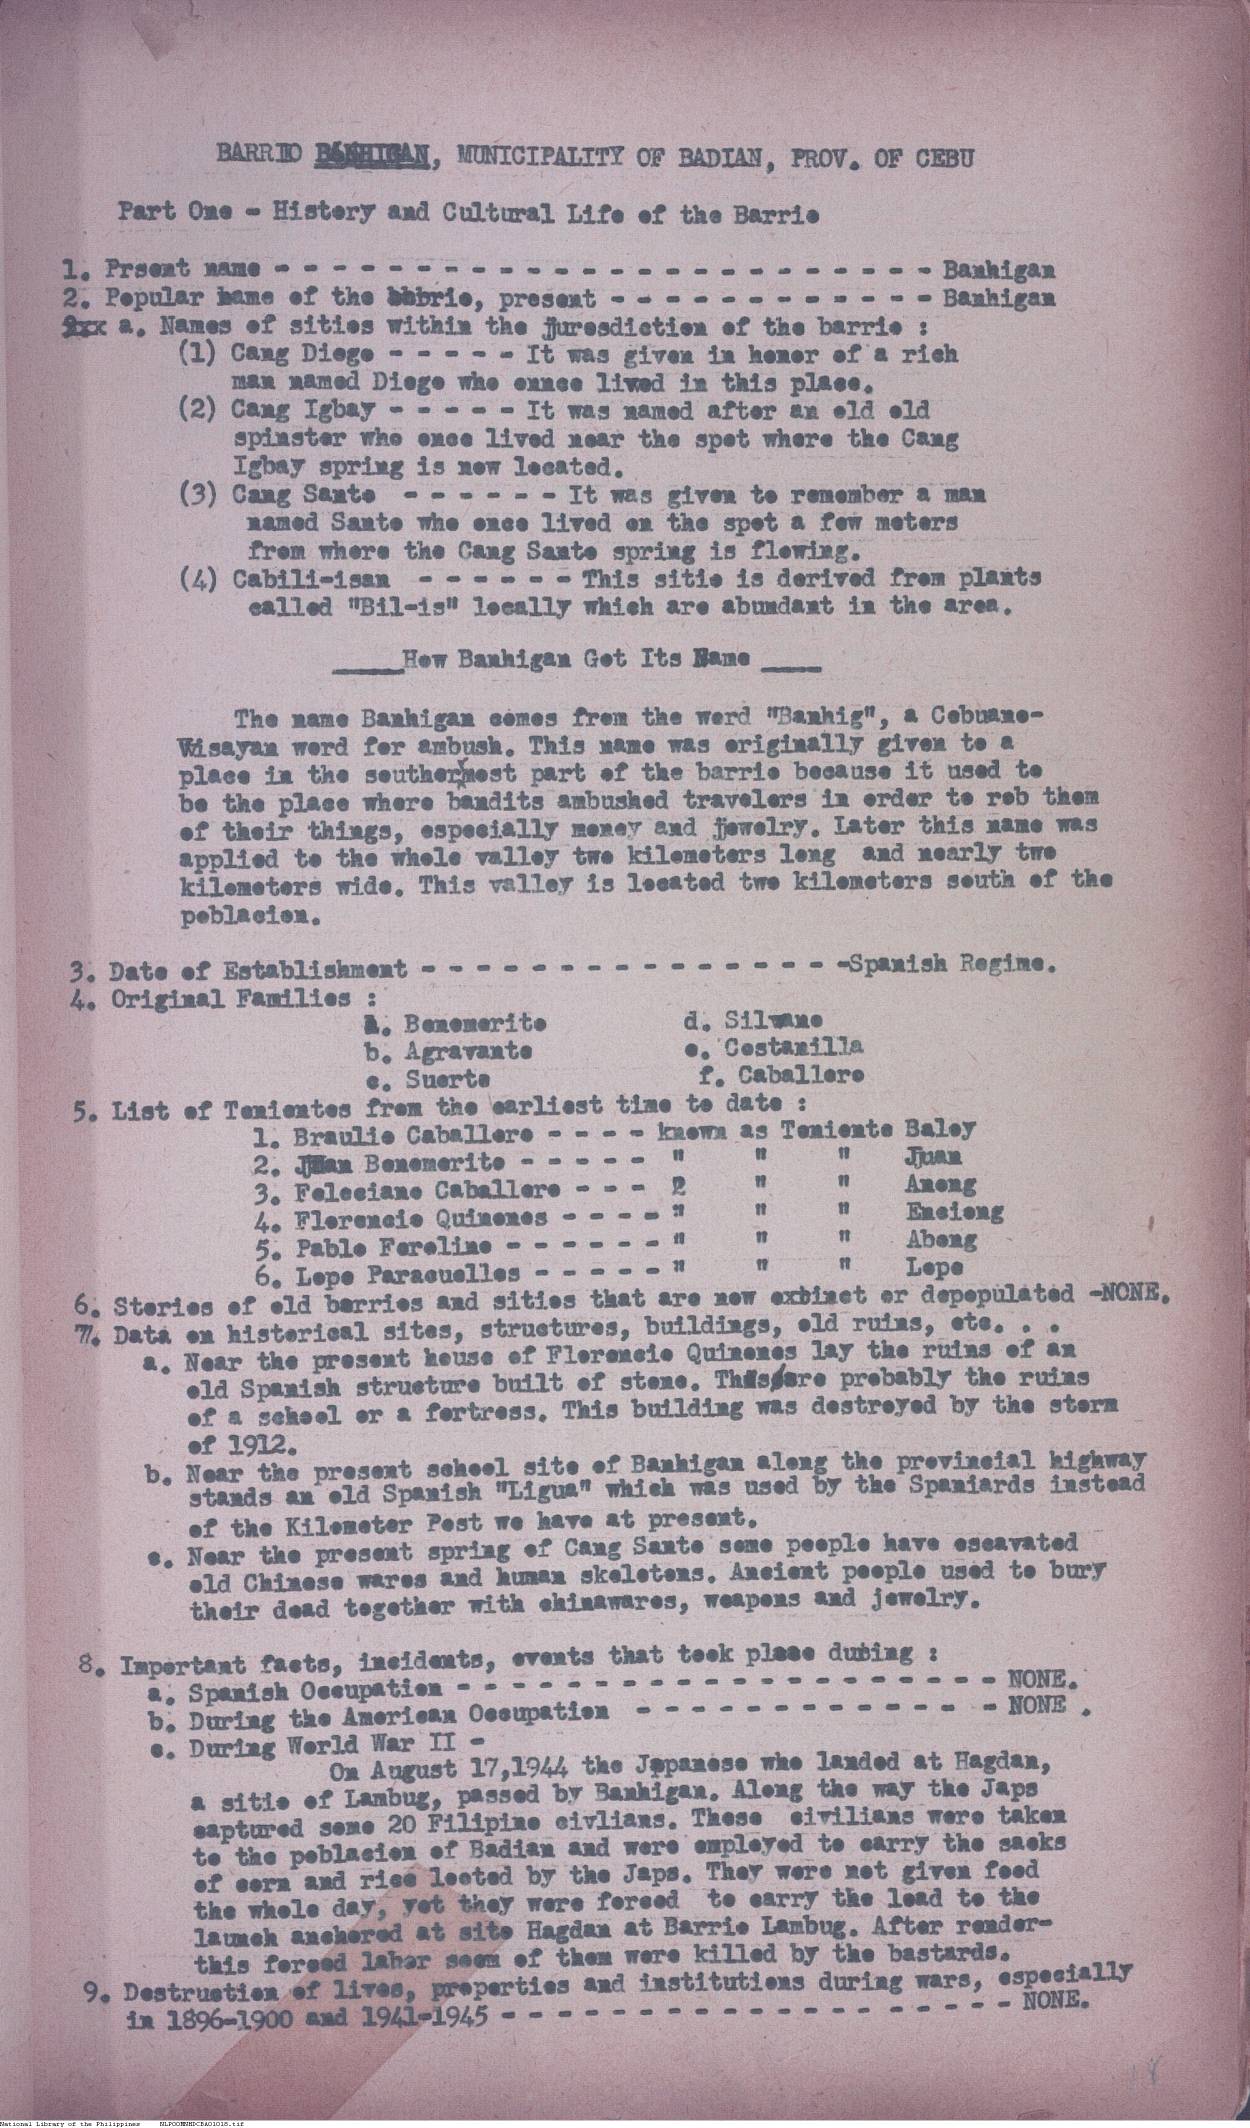 BARRIO BANHIGAN, MUNICIPALITY OF BADIAN, PROV. OF CEBU
Part One - History and Cultural Life of the Barrio
1. Prsent name - - - - - - - - - - - - - - - - - - - - - - - Banhigan
2. Popular hame of the bbbrio, present - - - - - - - - - - - - Banhigan
2xx a. Names of sitios within the jurosdiction of the barrio :
(1) Cang Diego - - - - - It was given in honor of a rich
man named Diego who onnce lived in this place.
(2) Cang Igbay - - - - - It was named after an old old
spinster who once lived near the spot where the Cang
Igbay spring is now located.
(3) Cang Santo - - - - - - It was given to remember a man
named Santo who once lived on the spot a few meters
from where the Cang Santo spring is flowing.
(4) Cabili-isan - - - - - - This sitio is derived from plants
called "Bil-is" locally which are abundant in the area.
____How Banhigan Got Its Name ____
The name Banhigan comes from the word "Banhig", a Cebuano-
Visayan word for ambush. This name was originally given to a
place in the southermost part of the barrio because it used to
be the place where bandits ambushed travelers in order to rob them
of their things, especially money and jewelry. Later this name was
applied to the whole valley two kilometers long and nearly two
kilometers wide. This valley is located two kilometers south of the
poblacion.
3. Date of Establishment - - - - - - - - - - - - - - - -Spanish Regime.
4. Original Families :
a. Benemerito d. Silvano
b. Agravante e. Costanilla
c. Suerte f. Caballero
5. List of Tenientes from the earliest time to date :
1. Braulio Caballero - - - - known as Teniente Baloy
2. Juan Benemerito - - - - - " " " Juan
3. Feleciano Caballero - - - 2 " " Anong
4. Florencio Quinones - - - - " " " Enciong
5. Pablo Forolino - - - - - - " " " Abong
6. Lope Paracuelles - - - - - " " " Lope
6. Stories of old barrios and sitios that are now extinct or depopulated -NONE.
7. Data on historical sites, structures, buildings, old ruins, etc. . .
a. Near the present house of Florencio Quinones lay the ruins of an
old Spanish structure built of stone. This are probably the ruins
of a school or a fortress. This building was destroyed by the storm
of 1912.
b. Near the present school site of Banhigan along the provincial highway
stands an old Spanish "Ligua" which was used by the Spaniards instead
of the Kilometer Post we have at present.
c. Near the present spring of Cang Santo some people have escavated
old Chinese wares and human skeletons. Ancient people used to bury
their dead together with chinawares, weapons and jewelry.
8. Important facts, incidents, events that took place during :
a. Spanish Occupation - - - - - - - - - - - - - - - - - - - NONE.
b. During the American Occupation - - - - - - - - - - - - - NONE .
c. During World War II -
On August 17,1944 the Japanese who landed at Hagdan,
a sitio of Lambug, passed by Banhigan. Along the way the Japs
captured some 20 Filipino civlians. These civilians were taken
to the poblacion of Badian and were employed to carry the sacks
of corn and rice looted by the Japs. They were not given food
the whole day, yet they were forced to carry the load to the
launch anchored at sito Hagdan at Barrio Lambug. After render-
this forced labor soem of them were killed by the bastards.
9. Destruction of lives, properties and institutions during wars, especially
in 1896-1900 and 1941-1945 - - - - - - - - - - - - - - - - - - - NONE.
18
National Library of the Philippines NLPOOMNHDCBA01018.tif